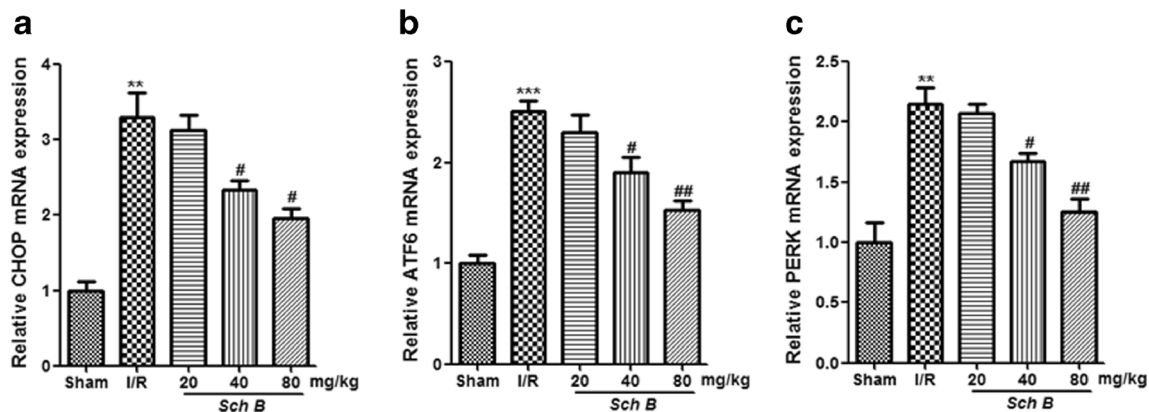 a
Relative CHOP mRNA expression
4
3
2
1
0
**
#
#
Sham I/R 20 40 80 mg/kg
Sch B
b
Relative ATF6 mRNA expression
3
2
1
0
***
#
##
Sham I/R 20 40 80 mg/kg
Sch B
c
Relative PERK mRNA expression
2.5
2.0
1.5
1.0
0.5
0.0
**
#
##
Sham I/R 20 40 80 mg/kg
Sch B